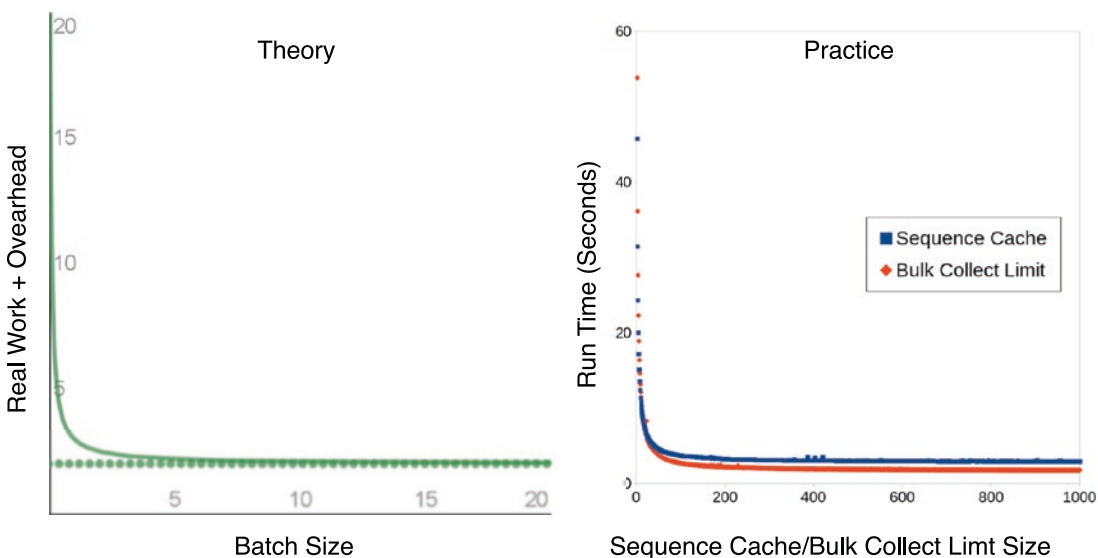 Theory
20
15
10
5
5
10
15
20
Real Work + Ovearhead
Batch Size
Practice
60
40
20
0
0
200
400
600
800
1000
Run Time (Seconds)
Sequence Cache
Bulk Collect Limit
Sequence Cache/Bulk Collect Limt Size